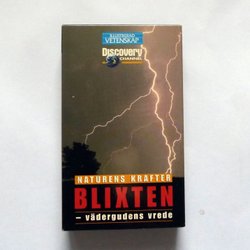 ILLUSTRERAD
VETENSKAP
Discovery
CHANNEL
NATURENS KRAFTER
BLIXTEN
– vädergudens vrede